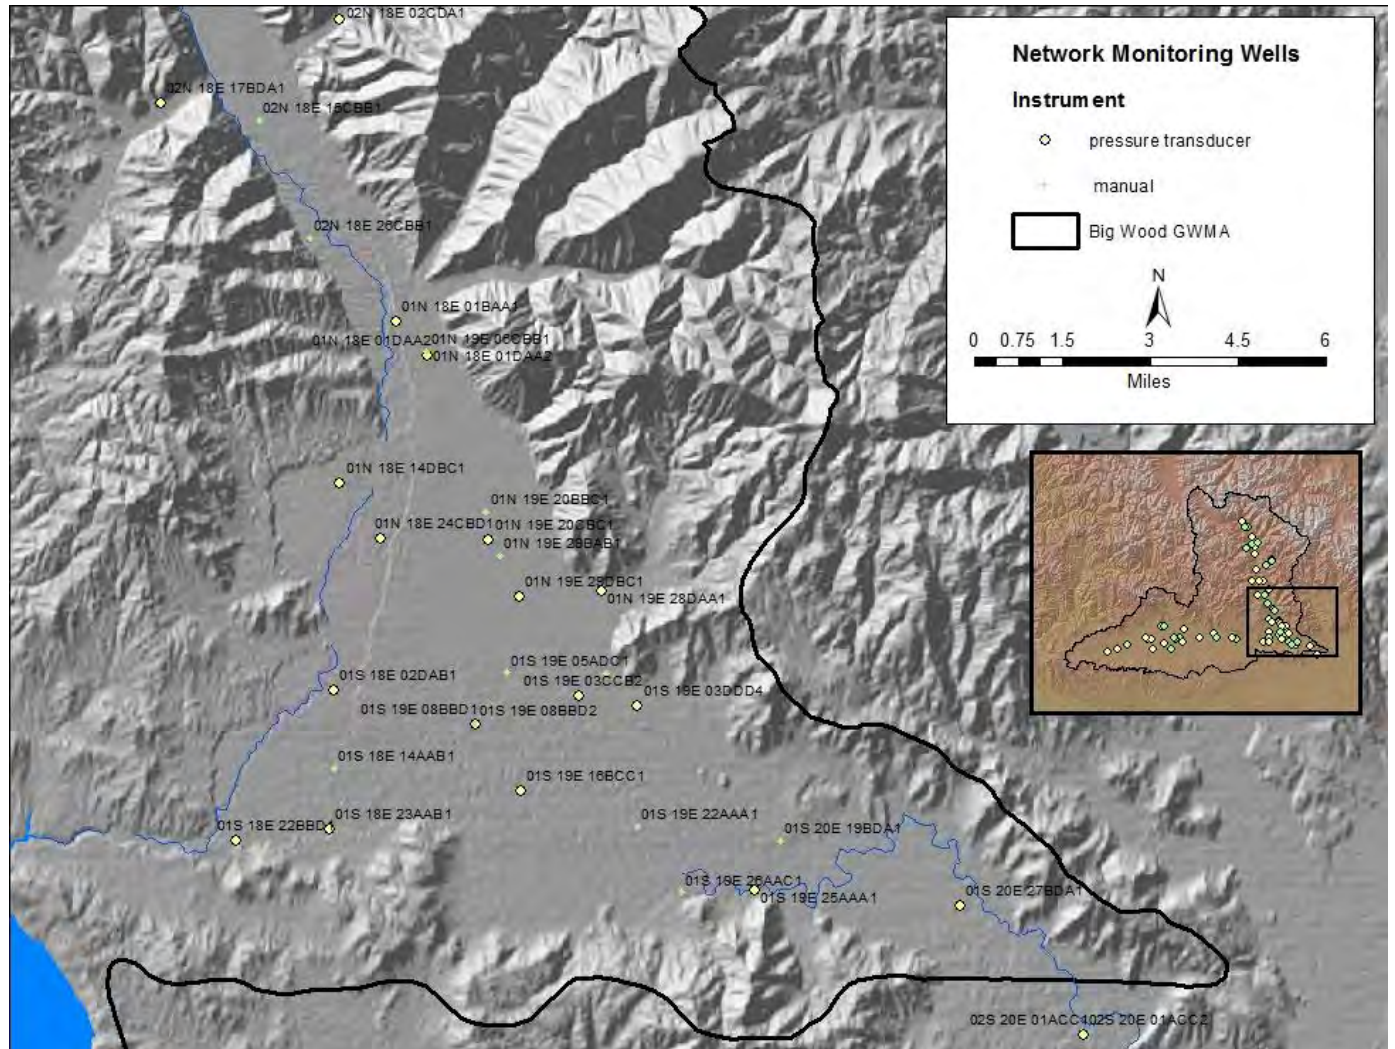 02N 18E 02CDA1
Network Monitoring Wells
Instrument
pressure transducer
manual
Big Wood GWMA
N
0 0.75 1.5 3 4.5 6
Miles
02N 18E 17BDA1
02N 18E 15CBB1
02N 18E 26CBB1
01N 18E 01BAA1
01N 18E 01DAA2
01N 19E 06CBB1
01N 18E 01DAA2
01N 18E 14DBC1
01N 19E 20BBC1
01N 18E 24CBD1
01N 19E 20CBC1
01N 19E 29BAB1
01N 19E 29DBC1
01N 19E 28DAA1
01S 19E 05ADC1
01S 19E 03CCB2
01S 18E 02DAB1
01S 19E 03DDD4
01S 19E 08BBD1
01S 19E 08BBD2
01S 18E 14AAB1
01S 19E 16BCC1
01S 18E 23AAB1
01S 18E 22BBD1
01S 19E 22AAA1
01S 20E 19BDA1
01S 19E 26AAC1
01S 19E 25AAA1
01S 20E 27BDA1
02S 20E 01ACC1
02S 20E 01ACC2